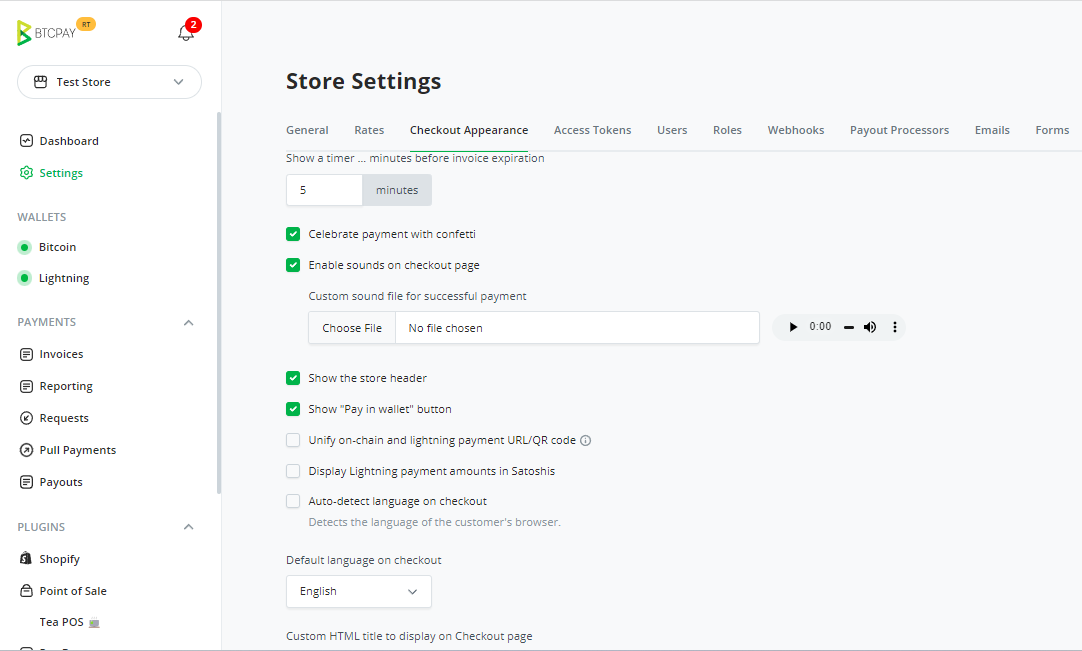 BTCPAY RT
2
Test Store
Dashboard
Settings
WALLETS
Bitcoin
Lightning
PAYMENTS
Invoices
Reporting
Requests
Pull Payments
Payouts
PLUGINS
Shopify
Point of Sale
Tea POS
Store Settings
General Rates Checkout Appearance Access Tokens Users Roles Webhooks Payout Processors Emails Forms
Show a timer ... minutes before invoice expiration
5 minutes
Celebrate payment with confetti
Enable sounds on checkout page
Custom sound file for successful payment
Choose File No file chosen 0:00
Show the store header
Show "Pay in wallet" button
Unify on-chain and lightning payment URL/QR code
Display Lightning payment amounts in Satoshis
Auto-detect language on checkout
Detects the language of the customer's browser.
Default language on checkout
English
Custom HTML title to display on Checkout page